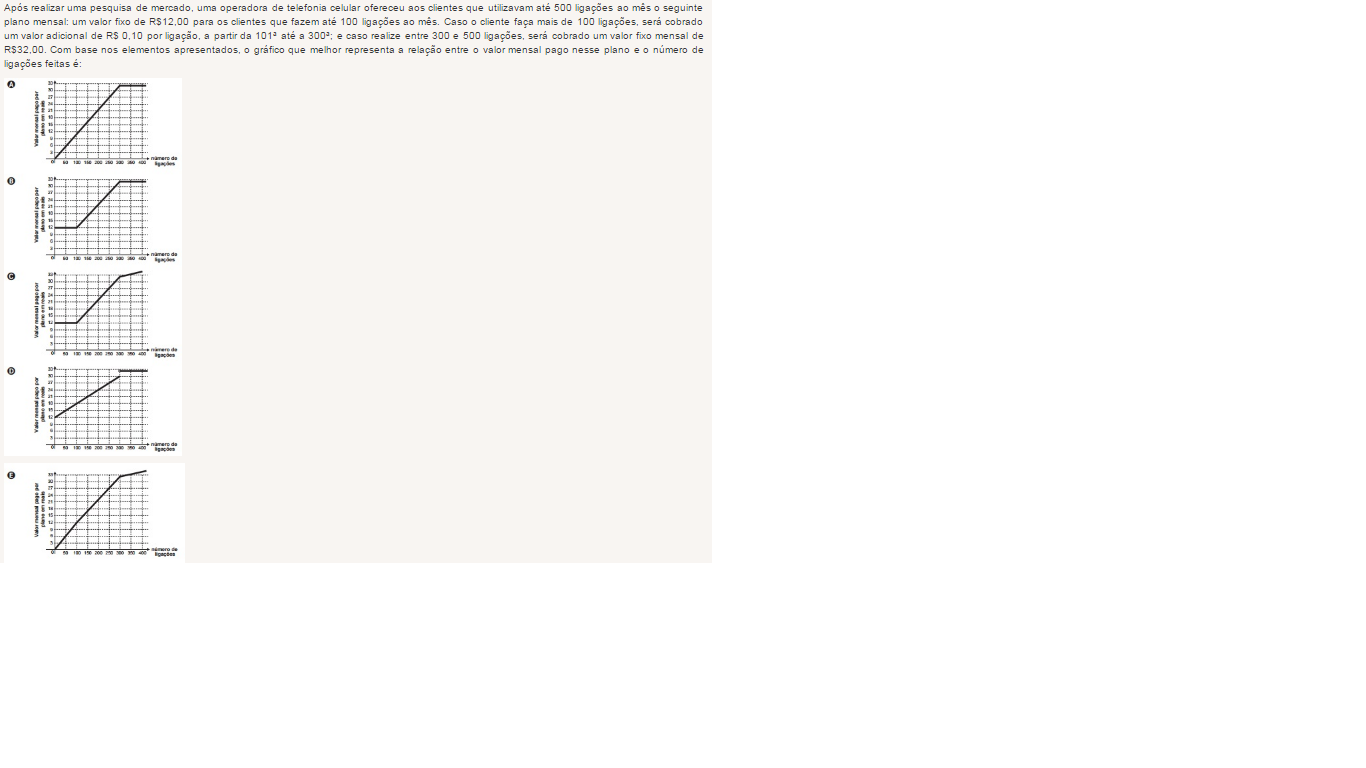 Após realizar uma pesquisa de mercado, uma operadora de telefonia celular ofereceu aos clientes que utilizavam até 500 ligações ao mês o seguinte
plano mensal: um valor fixo de R$12,00 para os clientes que fazem até 100 ligações ao mês. Caso o cliente faça mais de 100 ligações, será cobrado
um valor adicional de R$ 0,10 por ligação, a partir da 101ª até a 300ª; e caso realize entre 300 e 500 ligações, será cobrado um valor fixo mensal de
R$32,00. Com base nos elementos apresentados, o gráfico que melhor representa a relação entre o valor mensal pago nesse plano e o número de
ligações feitas é:
A
Valor mensal pago por
plano em reais
33
30
27
24
21
18
15
12
9
6
3
0 50 100 150 200 250 300 350 400
número de
ligações
B
Valor mensal pago por
plano em reais
33
30
27
24
21
18
15
12
9
6
3
0 50 100 150 200 250 300 350 400
número de
ligações
C
Valor mensal pago por
plano em reais
33
30
27
24
21
18
15
12
9
6
3
0 50 100 150 200 250 300 350 400
número de
ligações
D
Valor mensal pago por
plano em reais
33
30
27
24
21
18
15
12
9
6
3
0 50 100 150 200 250 300 350 400
número de
ligações
E
Valor mensal pago por
plano em reais
33
30
27
24
21
18
15
12
9
6
3
0 50 100 150 200 250 300 350 400
número de
ligações